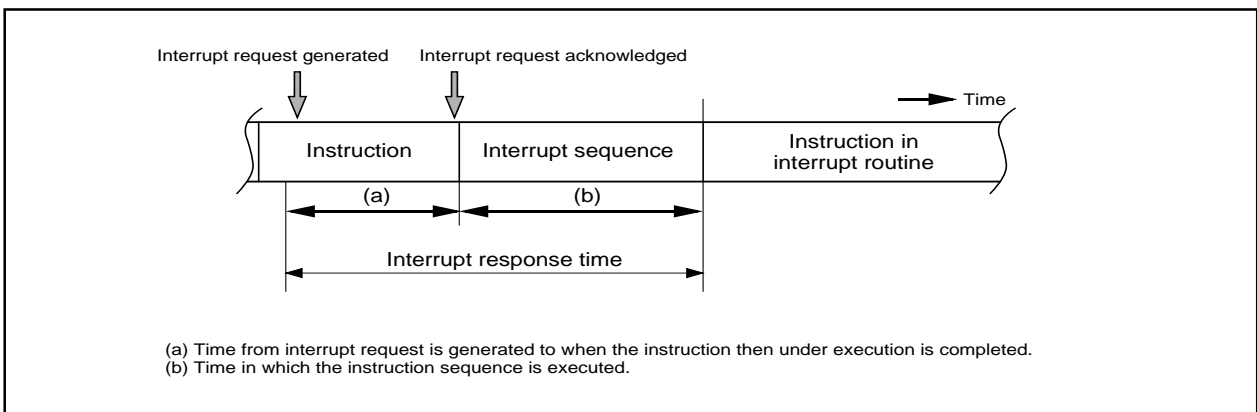 Interrupt request generated
Interrupt request acknowledged
Time
Instruction
Interrupt sequence
Instruction in
interrupt routine
(a)
(b)
Interrupt response time
(a) Time from interrupt request is generated to when the instruction then under execution is completed.
(b) Time in which the instruction sequence is executed.